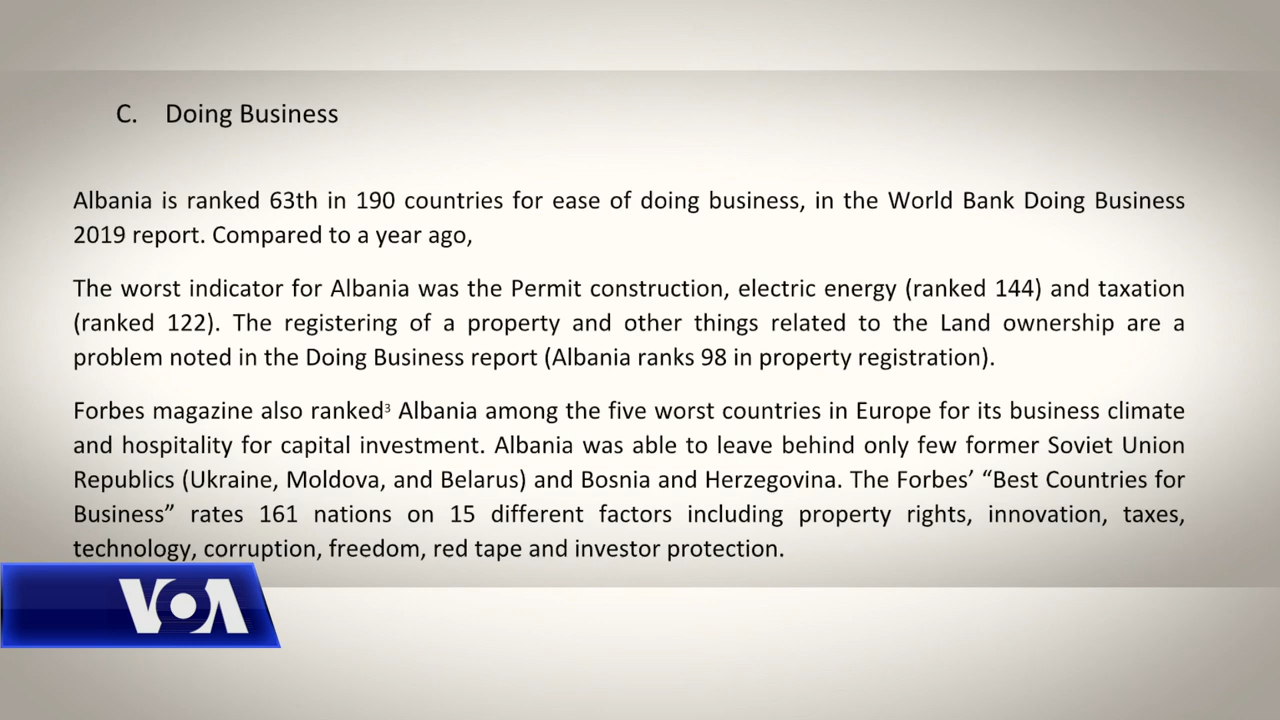 C. Doing Business
Albania is ranked 63th in 190 countries for ease of doing business, in the World Bank Doing Business
2019 report. Compared to a year ago,
The worst indicator for Albania was the Permit construction, electric energy (ranked 144) and taxation
(ranked 122). The registering of a property and other things related to the Land ownership are a
problem noted in the Doing Business report (Albania ranks 98 in property registration).
Forbes magazine also ranked³ Albania among the five worst countries in Europe for its business climate
and hospitality for capital investment. Albania was able to leave behind only few former Soviet Union
Republics (Ukraine, Moldova, and Belarus) and Bosnia and Herzegovina. The Forbes’ “Best Countries for
Business” rates 161 nations on 15 different factors including property rights, innovation, taxes,
technology, corruption, freedom, red tape and investor protection.
VOA